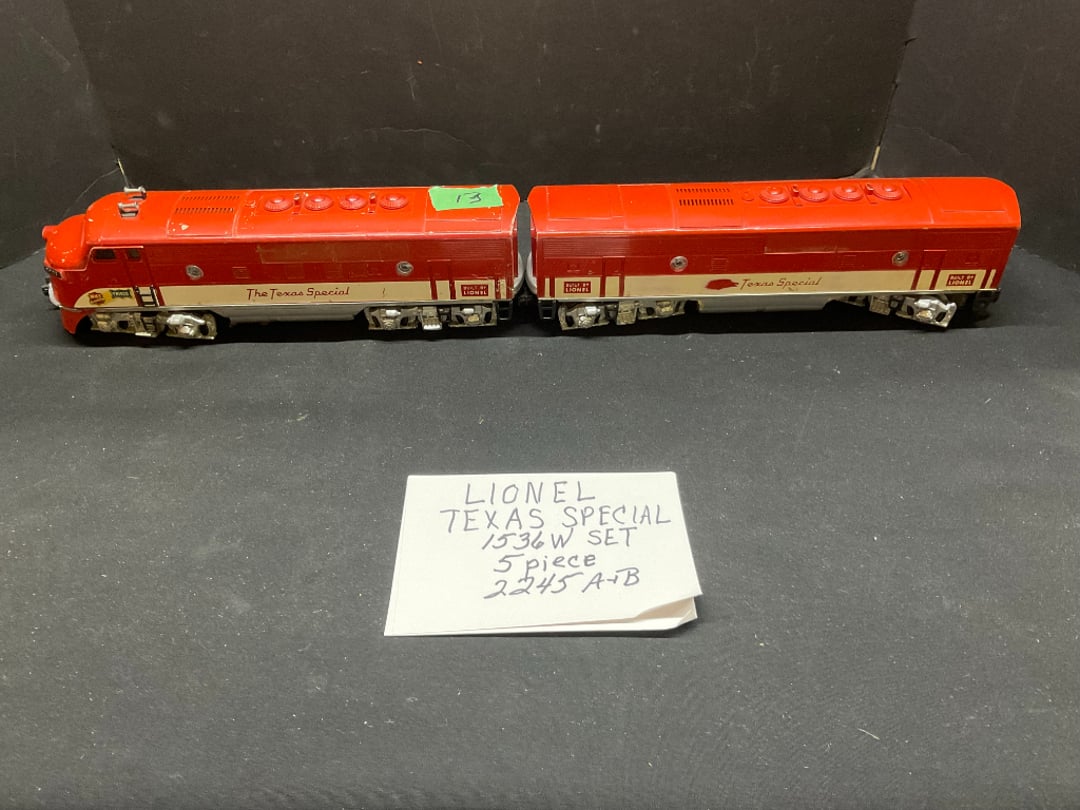 13
The Texas Special
BUILT BY
LIONEL
BUILT BY
LIONEL
Texas Special
BUILT BY
LIONEL
LIONEL
TEXAS SPECIAL
1536W SET
5 piece
2245 A+B